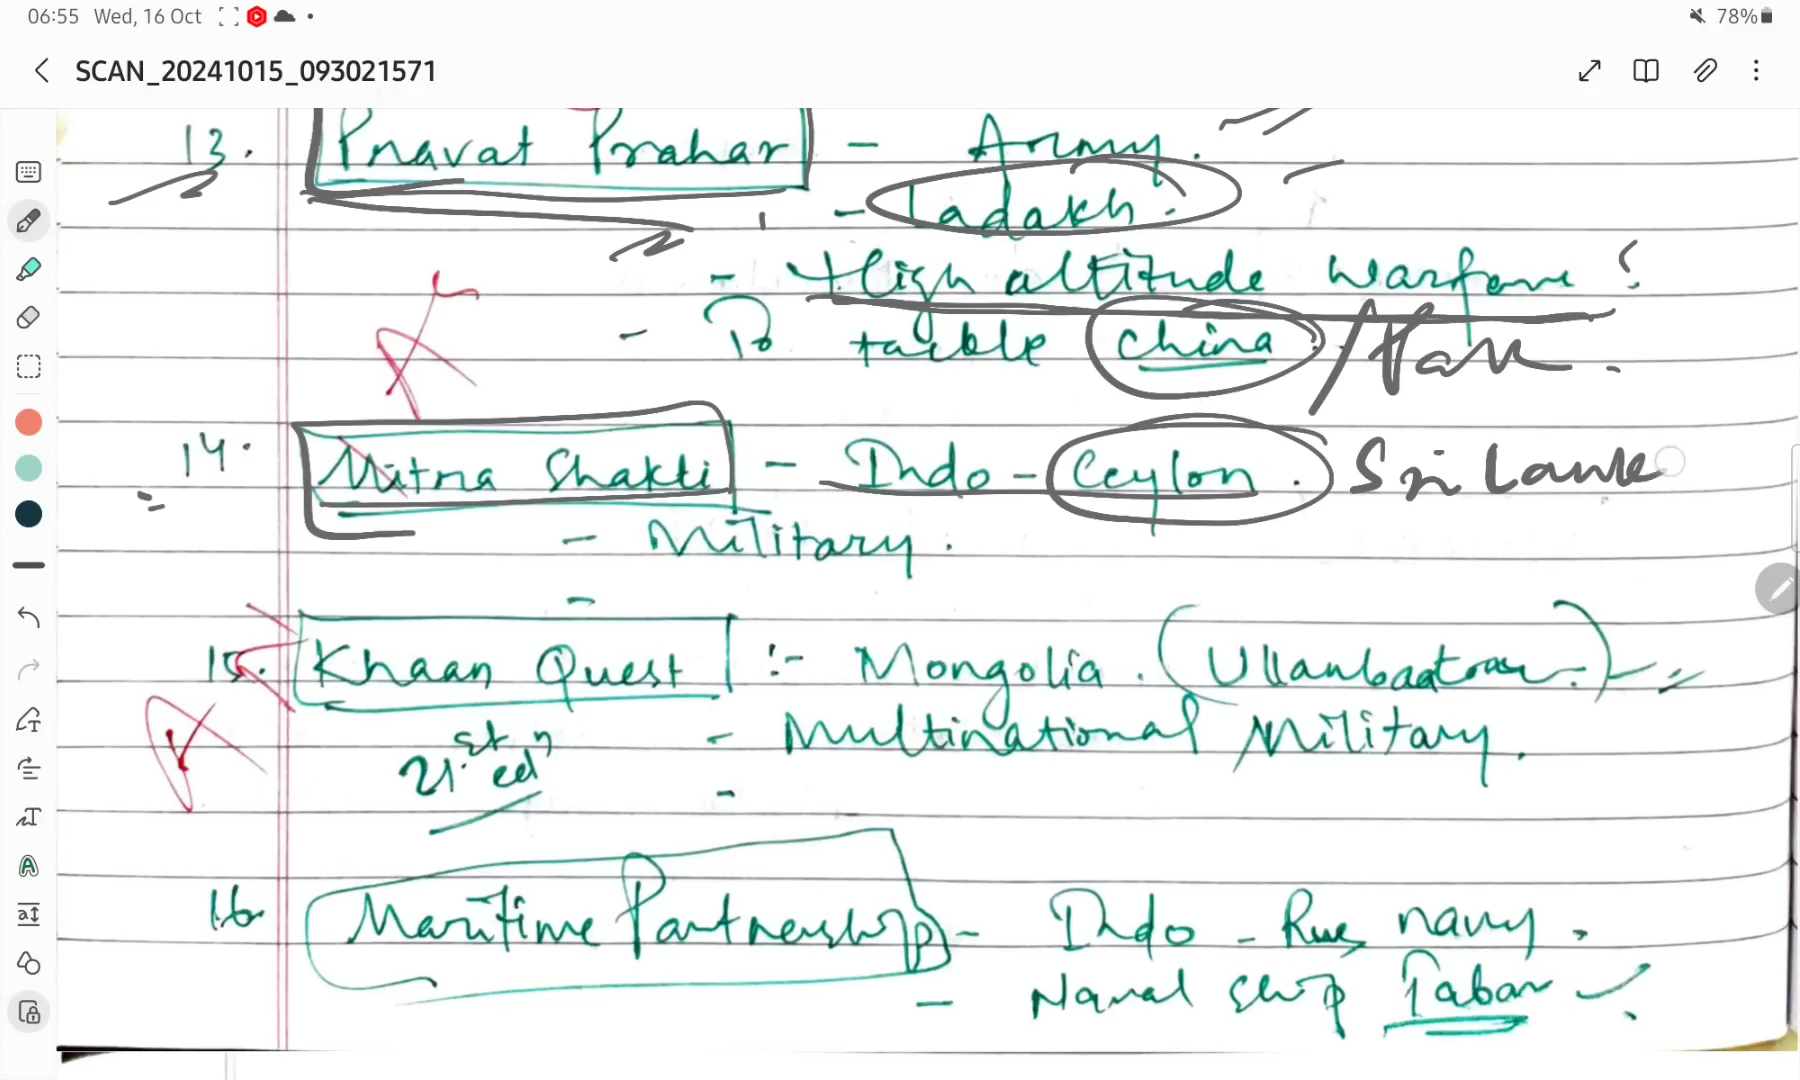 06:55 Wed, 16 Oct 78%
SCAN_20241015_093021571
13. Pravat Prahar - Army.
- Ladakh.
- High altitude warfare
- To tackle China / Pak.
14. Mitra Shakti - Indo - Ceylon. Sri Lanka
- Military.
15. Khaan Quest :- Mongolia. (Ullanbaatoar.)
21st edn - Multinational Military.
16. Maritime Partnership - Indo - Rus navy.
- Naval ship Tabar